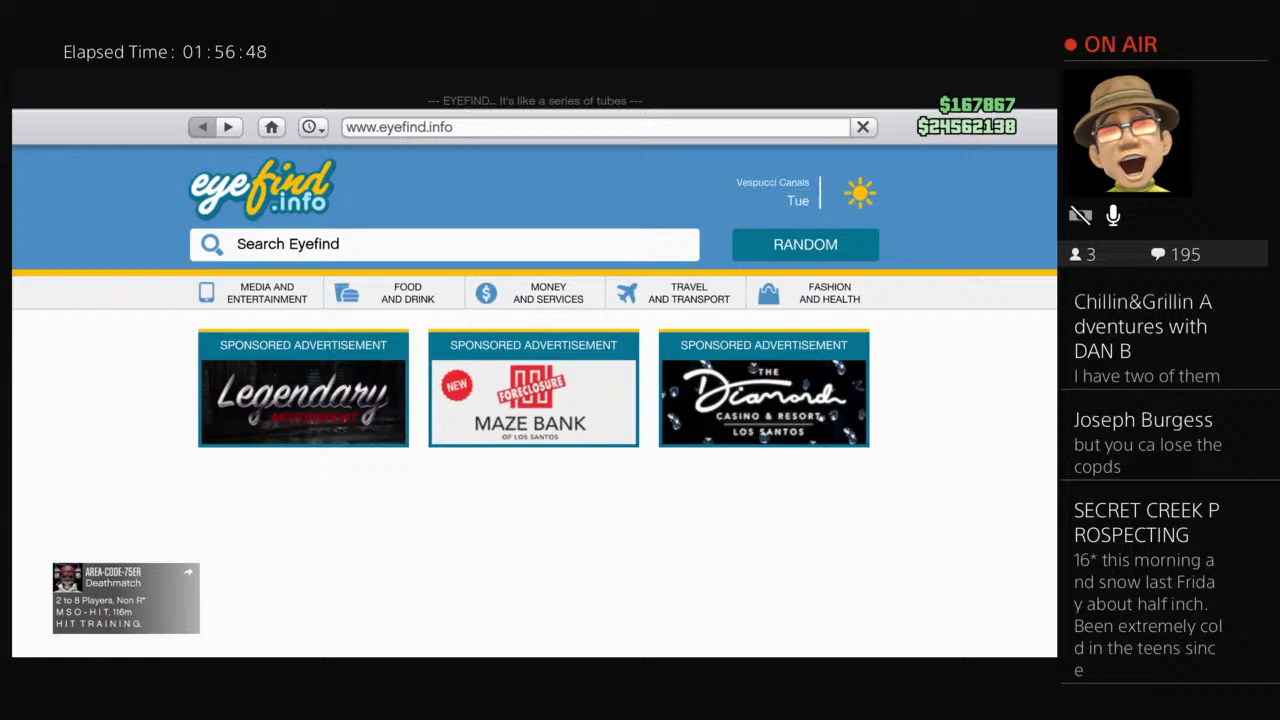 Elapsed Time: 01:56:48
ON AIR
--- EYEFIND... It's like a series of tubes ---
$167867
$24562138
www.eyefind.info
eyefind
.info
Vespucci Canals
Tue
Search Eyefind
RANDOM
MEDIA AND
ENTERTAINMENT
FOOD
AND DRINK
MONEY
AND SERVICES
TRAVEL
AND TRANSPORT
FASHION
AND HEALTH
SPONSORED ADVERTISEMENT
Legendary
MOTORSPORT
SPONSORED ADVERTISEMENT
NEW
FORECLOSURE
MAZE BANK
OF LOS SANTOS
SPONSORED ADVERTISEMENT
THE
Diamond
CASINO & RESORT
LOS SANTOS
AREA-CODE-75ER
Deathmatch
2 to 8 Players, Non R*
M S O - H I T, 116m
H I T T R A I N I N G.
3
195
Chillin&Grillin A
dventures with
DAN B
I have two of them
Joseph Burgess
but you ca lose the
copds
SECRET CREEK P
ROSPECTING
16* this morning a
nd snow last Frida
y about half inch.
Been extremely col
d in the teens sinc
e